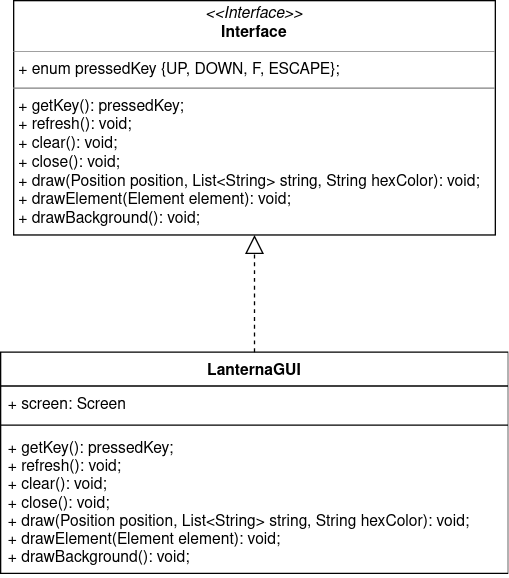 <<Interface>>
Interface
+ enum pressedKey {UP, DOWN, F, ESCAPE};
+ getKey(): pressedKey;
+ refresh(): void;
+ clear(): void;
+ close(): void;
+ draw(Position position, List<String> string, String hexColor): void;
+ drawElement(Element element): void;
+ drawBackground(): void;
LanternaGUI
+ screen: Screen
+ getKey(): pressedKey;
+ refresh(): void;
+ clear(): void;
+ close(): void;
+ draw(Position position, List<String> string, String hexColor): void;
+ drawElement(Element element): void;
+ drawBackground(): void;